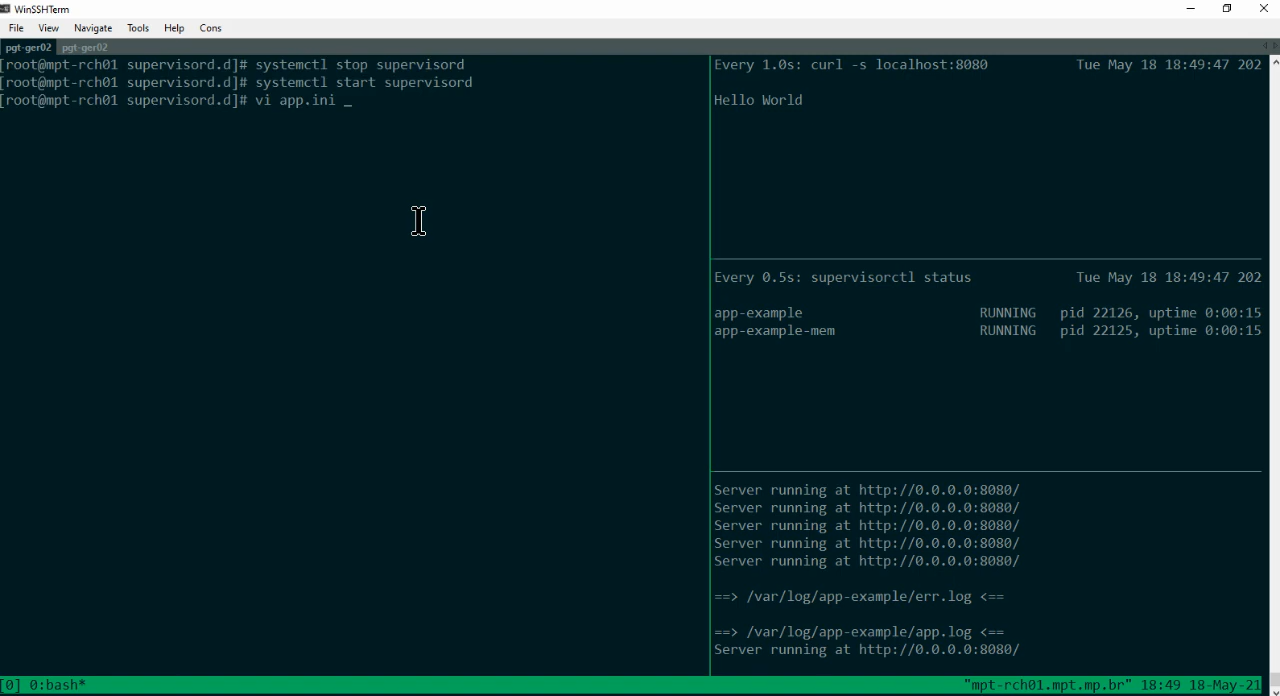 WinSSHTerm
File View Navigate Tools Help Cons
pgt-ger02 pgt-ger02
[root@mpt-rch01 supervisord.d]# systemctl stop supervisord
[root@mpt-rch01 supervisord.d]# systemctl start supervisord
[root@mpt-rch01 supervisord.d]# vi app.ini _
Every 1.0s: curl -s localhost:8080 Tue May 18 18:49:47 202
Hello World
Every 0.5s: supervisorctl status Tue May 18 18:49:47 202
app-example RUNNING pid 22126, uptime 0:00:15
app-example-mem RUNNING pid 22125, uptime 0:00:15
Server running at http://0.0.0.0:8080/
Server running at http://0.0.0.0:8080/
Server running at http://0.0.0.0:8080/
Server running at http://0.0.0.0:8080/
Server running at http://0.0.0.0:8080/
==> /var/log/app-example/err.log <==
==> /var/log/app-example/app.log <==
Server running at http://0.0.0.0:8080/
[0] 0:bash* "mpt-rch01.mpt.mp.br" 18:49 18-May-21